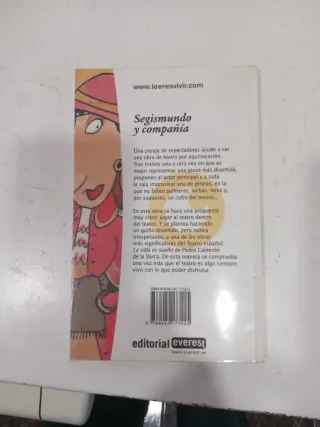 www.leeresvivir.com
Segismundo
y compañía
Una pareja de espectadores acude a ver
una obra de teatro por equivocación.
Tras insistir una y otra vez en que es
mejor representar una pieza más divertida,
proponen al actor principal y a toda
la sala improvisar una de piratas, en la
que no falten palmeras, luchas, loros y,
por supuesto, un cofre del tesoro...
En esta obra se hace una propuesta
muy clara: jugar al teatro dentro
del teatro. Y se plantea haciendo
un guiño divertido, pero nunca
irrespetuoso, a una de las obras
más significativas del Teatro español:
La vida es sueño de Pedro Calderón
de la Barca. De esta manera se comprueba
una vez más que el teatro es algo siempre
vivo con lo que poder disfrutar.
editorial everest
www.everest.es